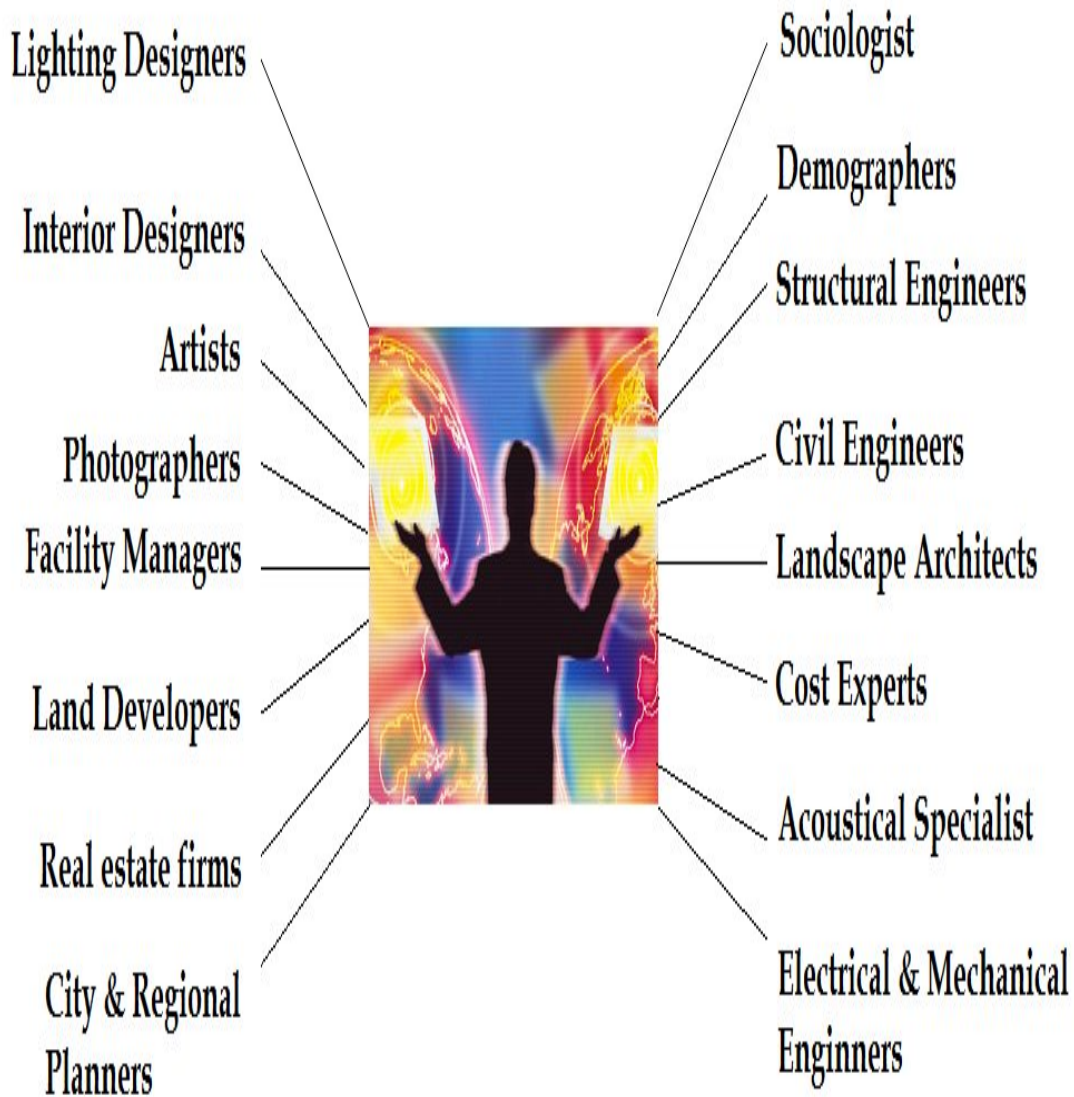 Lighting Designers
Interior Designers
Artists
Photographers
Facility Managers
Land Developers
Real estate firms
City & Regional
Planners
Sociologist
Demographers
Structural Engineers
Civil Engineers
Landscape Architects
Cost Experts
Acoustical Specialist
Electrical & Mechanical
Enginners